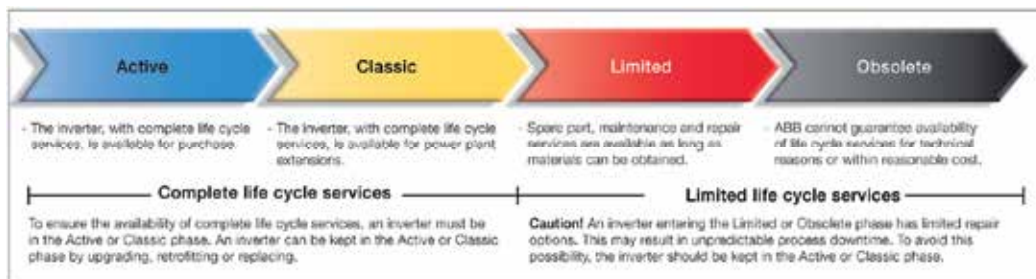 Active
Classic
Limited
Obsolete
- The inverter, with complete life cycle
services, is available for purchase.
- The inverter, with complete life cycle
services, is available for power plant
extensions.
- Spare part, maintenance and repair
services are available as long as
materials can be obtained.
- ABB cannot guarantee availability
of life cycle services for technical
reasons or within reasonable cost.
Complete life cycle services
Limited life cycle services
To ensure the availability of complete life cycle services, an inverter must be
in the Active or Classic phase. An inverter can be kept in the Active or Classic
phase by upgrading, retrofitting or replacing.
Caution! An inverter entering the Limited or Obsolete phase has limited repair
options. This may result in unpredictable process downtime. To avoid this
possibility, the inverter should be kept in the Active or Classic phase.